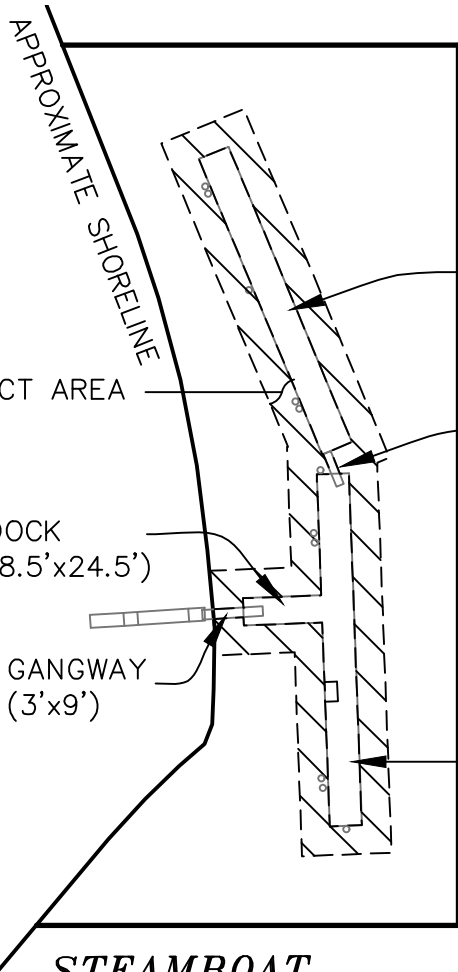 APPROXIMATE SHORELINE
CT AREA
DOCK
8.5'x24.5')
GANGWAY
(3'x9')
STEAMBOAT